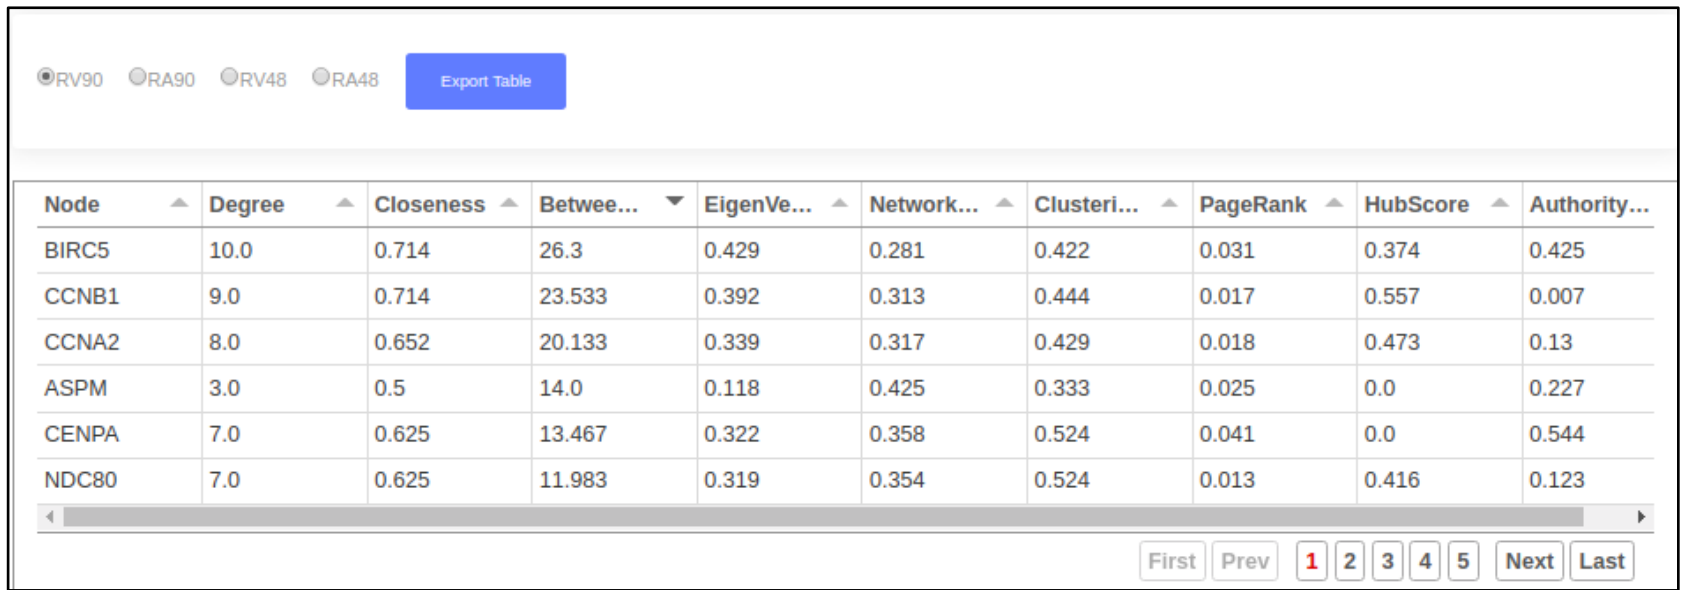 RV90 RA90 RV48 RA48 Export Table
Node Degree Closeness Betwee... EigenVe... Network... Clusteri... PageRank HubScore Authority...
BIRC5 10.0 0.714 26.3 0.429 0.281 0.422 0.031 0.374 0.425
CCNB1 9.0 0.714 23.533 0.392 0.313 0.444 0.017 0.557 0.007
CCNA2 8.0 0.652 20.133 0.339 0.317 0.429 0.018 0.473 0.13
ASPM 3.0 0.5 14.0 0.118 0.425 0.333 0.025 0.0 0.227
CENPA 7.0 0.625 13.467 0.322 0.358 0.524 0.041 0.0 0.544
NDC80 7.0 0.625 11.983 0.319 0.354 0.524 0.013 0.416 0.123
First Prev 1 2 3 4 5 Next Last